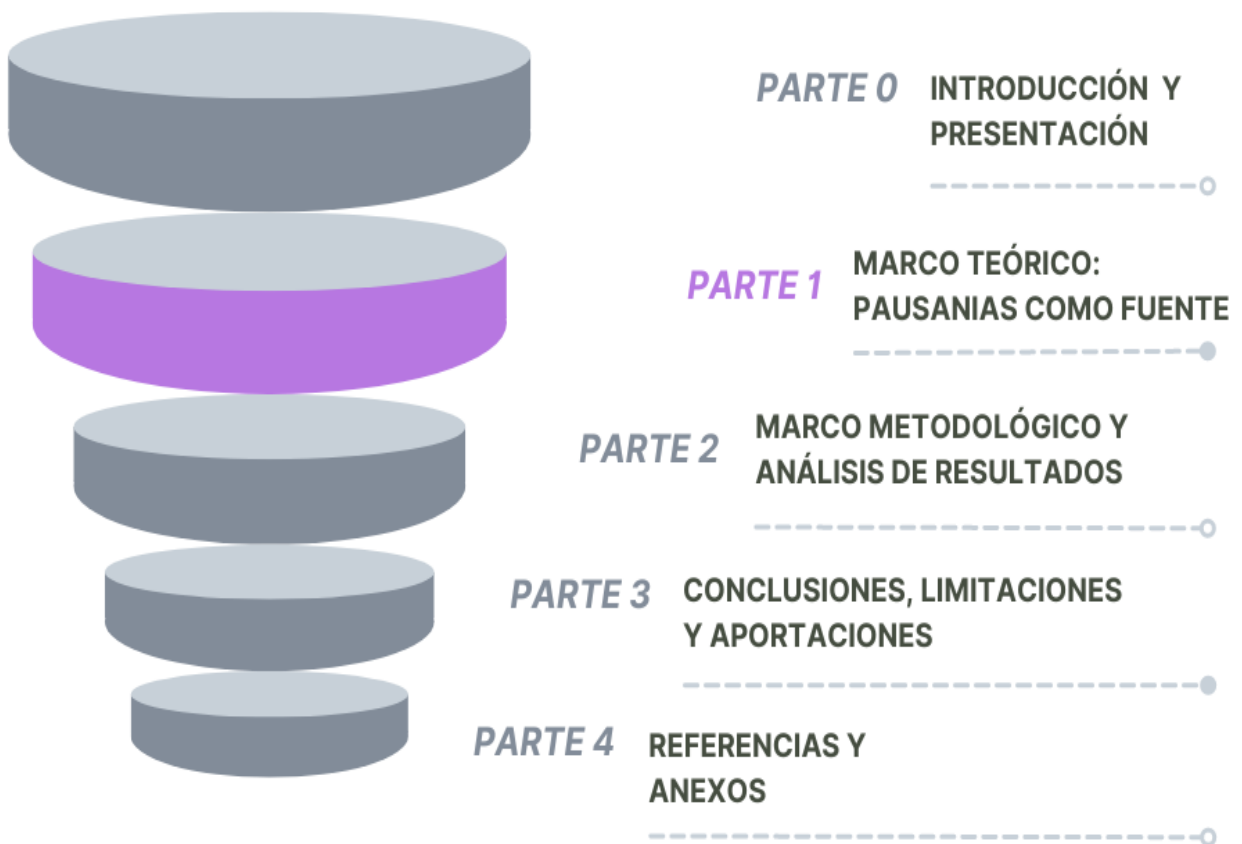 PARTE 0
INTRODUCCIÓN Y
PRESENTACIÓN
PARTE 1
MARCO TEÓRICO:
PAUSANIAS COMO FUENTE
PARTE 2
MARCO METODOLÓGICO Y
ANÁLISIS DE RESULTADOS
PARTE 3
CONCLUSIONES, LIMITACIONES
Y APORTACIONES
PARTE 4
REFERENCIAS Y
ANEXOS